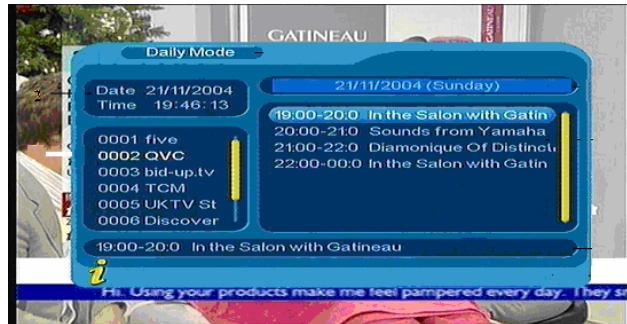 GATINEAU
GATINEAU
Daily Mode
Date 21/11/2004
Time 19:46:13
21/11/2004 (Sunday)
0001 five
0002 QVC
0003 bid-up.tv
0004 TCM
0005 UKTV St
0006 Discover
19:00-20:0 In the Salon with Gatin
20:00-21:0 Sounds from Yamaha
21:00-22:0 Diamonique Of Distinct
22:00-00:0 In the Salon with Gatin
19:00-20:0 In the Salon with Gatineau
i
Hi. Using your products make me feel pampered every day. They